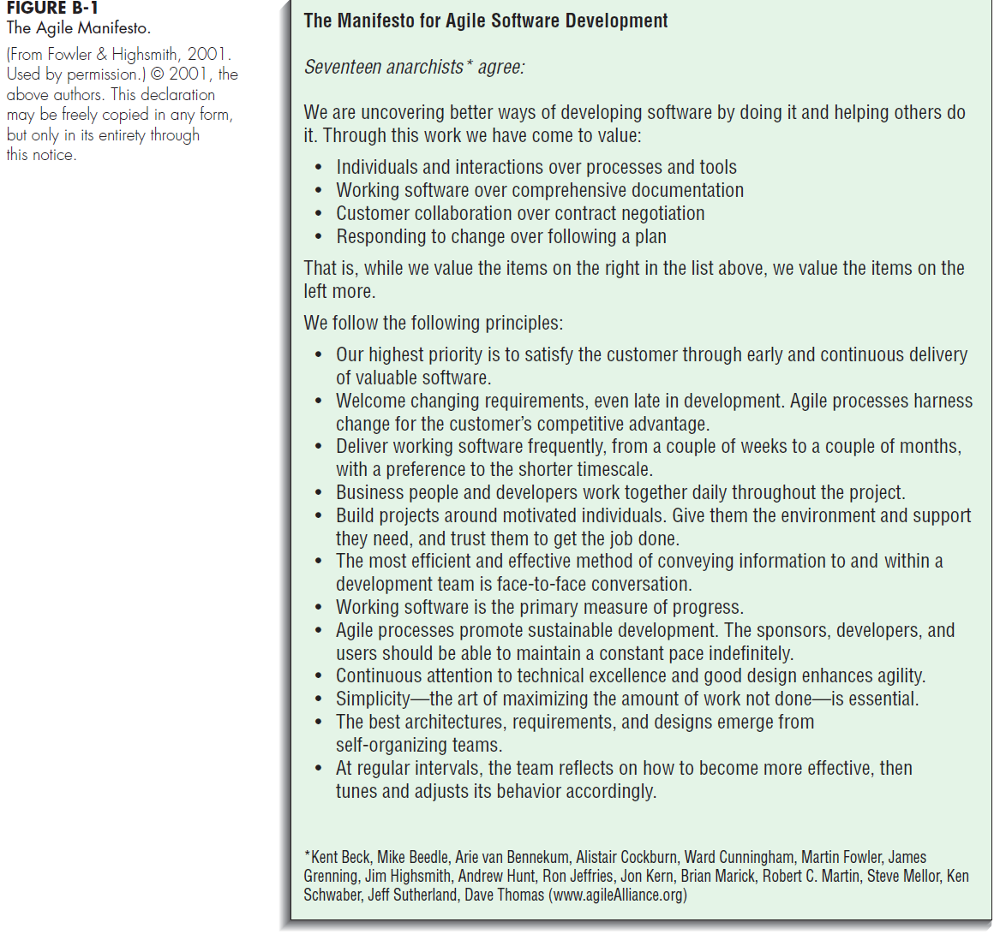 FIGURE B-1
The Agile Manifesto.
(From Fowler & Highsmith, 2001.
Used by permission.) © 2001, the
above authors. This declaration
may be freely copied in any form,
but only in its entirety through
this notice.
The Manifesto for Agile Software Development
Seventeen anarchists* agree:
We are uncovering better ways of developing software by doing it and helping others do
it. Through this work we have come to value:
• Individuals and interactions over processes and tools
• Working software over comprehensive documentation
• Customer collaboration over contract negotiation
• Responding to change over following a plan
That is, while we value the items on the right in the list above, we value the items on the
left more.
We follow the following principles:
• Our highest priority is to satisfy the customer through early and continuous delivery
of valuable software.
• Welcome changing requirements, even late in development. Agile processes harness
change for the customer’s competitive advantage.
• Deliver working software frequently, from a couple of weeks to a couple of months,
with a preference to the shorter timescale.
• Business people and developers work together daily throughout the project.
• Build projects around motivated individuals. Give them the environment and support
they need, and trust them to get the job done.
• The most efficient and effective method of conveying information to and within a
development team is face-to-face conversation.
• Working software is the primary measure of progress.
• Agile processes promote sustainable development. The sponsors, developers, and
users should be able to maintain a constant pace indefinitely.
• Continuous attention to technical excellence and good design enhances agility.
• Simplicity—the art of maximizing the amount of work not done—is essential.
• The best architectures, requirements, and designs emerge from
self-organizing teams.
• At regular intervals, the team reflects on how to become more effective, then
tunes and adjusts its behavior accordingly.
*Kent Beck, Mike Beedle, Arie van Bennekum, Alistair Cockburn, Ward Cunningham, Martin Fowler, James
Grenning, Jim Highsmith, Andrew Hunt, Ron Jeffries, Jon Kern, Brian Marick, Robert C. Martin, Steve Mellor, Ken
Schwaber, Jeff Sutherland, Dave Thomas (www.agileAlliance.org)